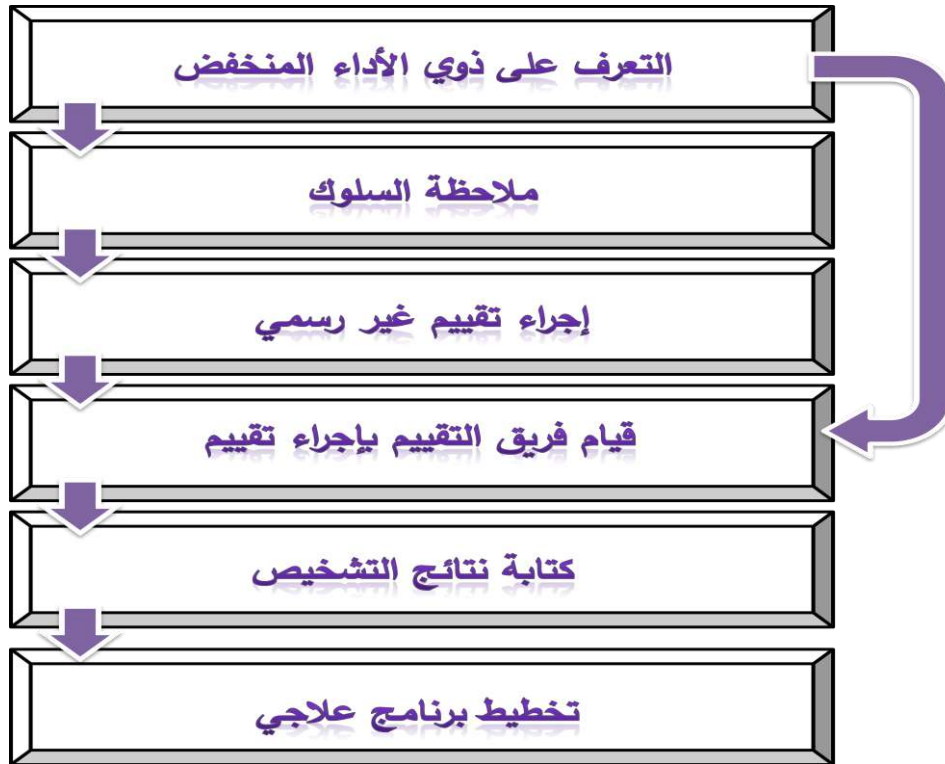 التعرف على ذوي الأداء المنخفض
ملاحظة السلوك
إجراء تقييم غير رسمي
قيام فريق التقييم بإجراء تقييم
كتابة نتائج التشخيص
تخطيط برنامج علاجي